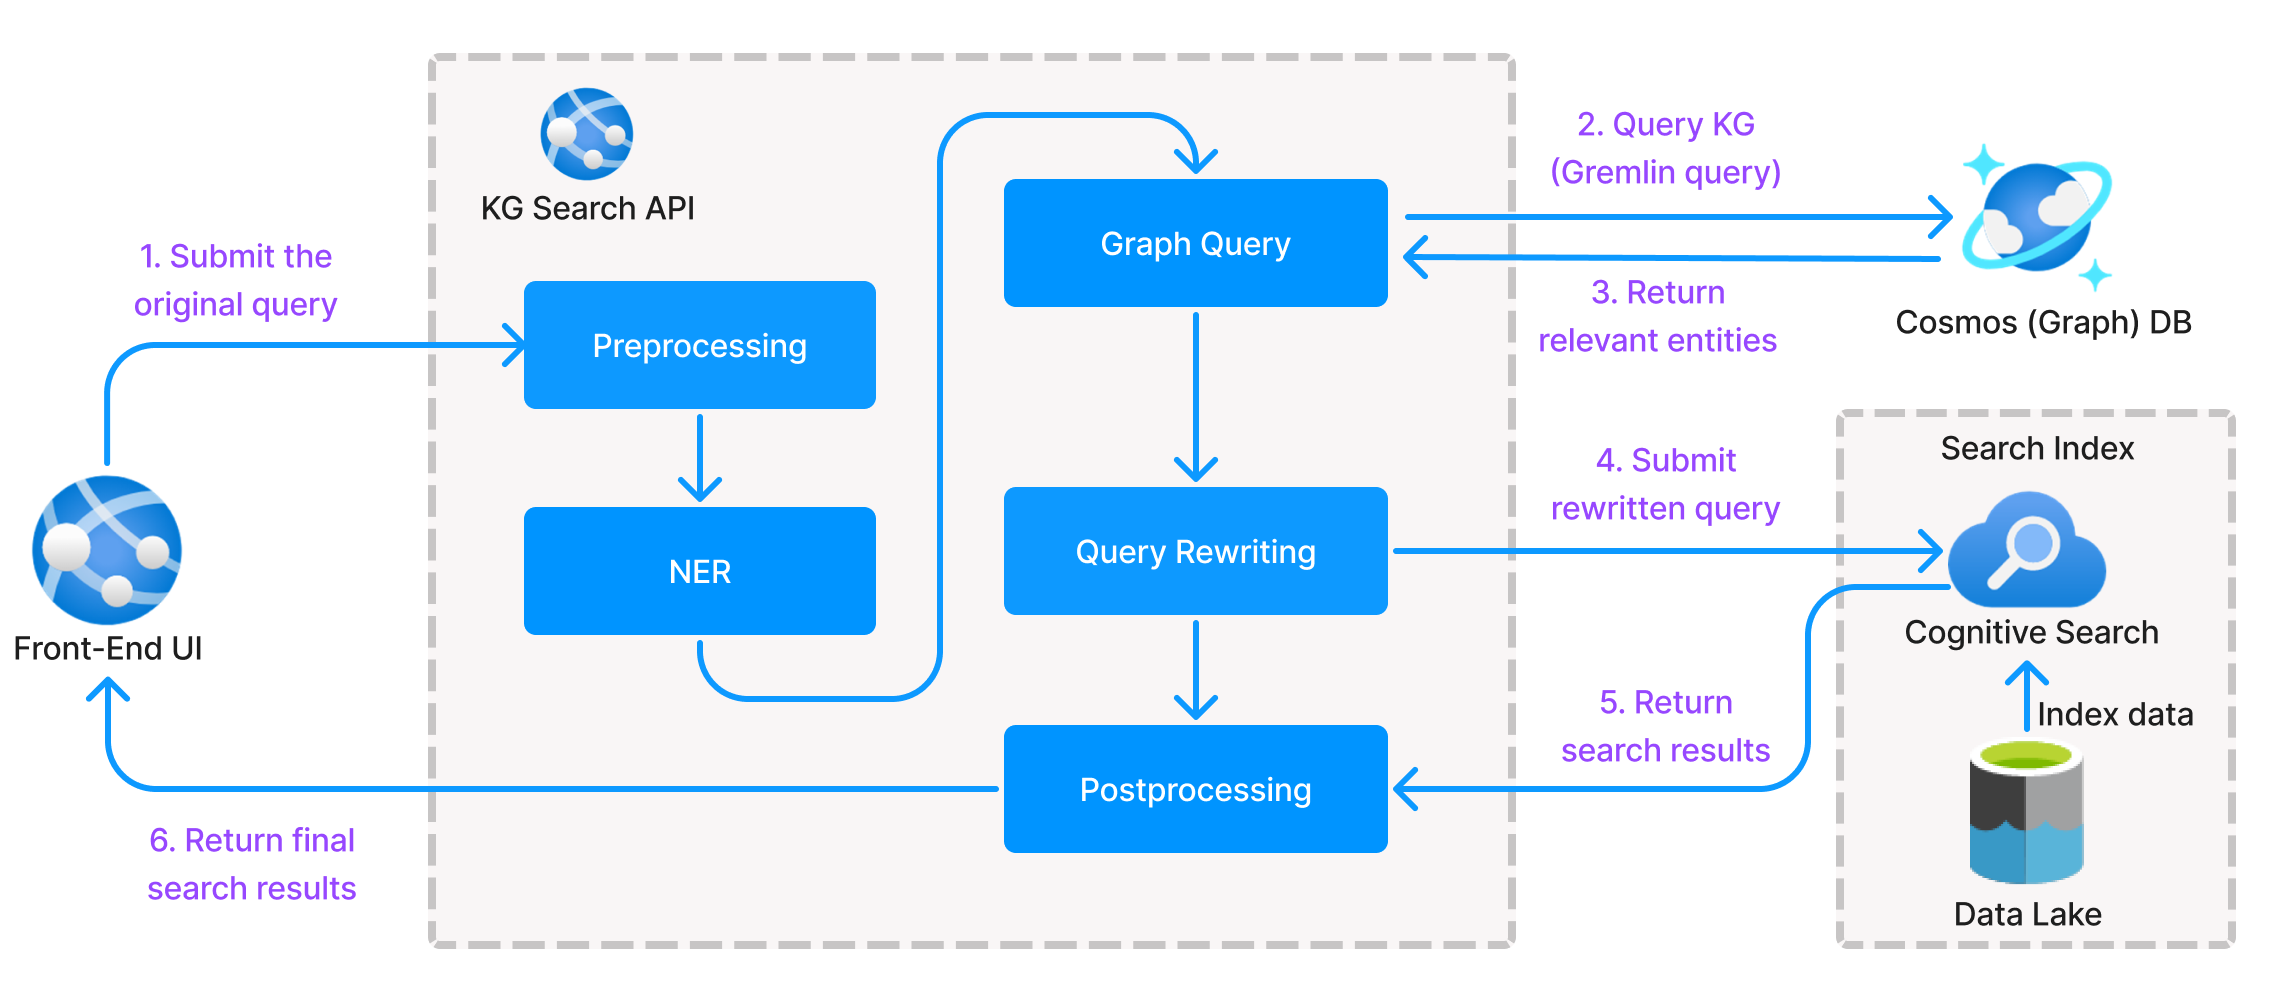 KG Search API
1. Submit the
original query
Preprocessing
NER
Front-End UI
6. Return final
search results
Graph Query
Query Rewriting
Postprocessing
2. Query KG
(Gremlin query)
3. Return
relevant entities
Cosmos (Graph) DB
4. Submit
rewritten query
5. Return
search results
Search Index
Cognitive Search
Index data
Data Lake